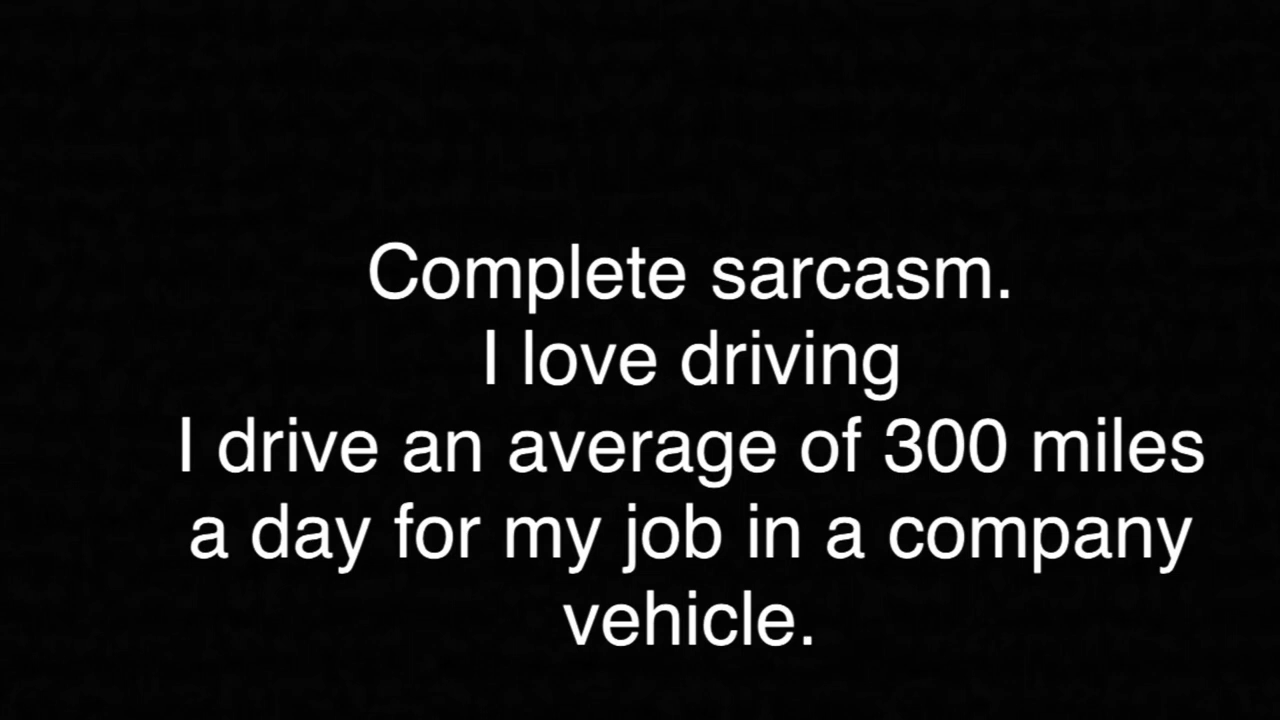 Complete sarcasm.
I love driving
I drive an average of 300 miles
a day for my job in a company
vehicle.